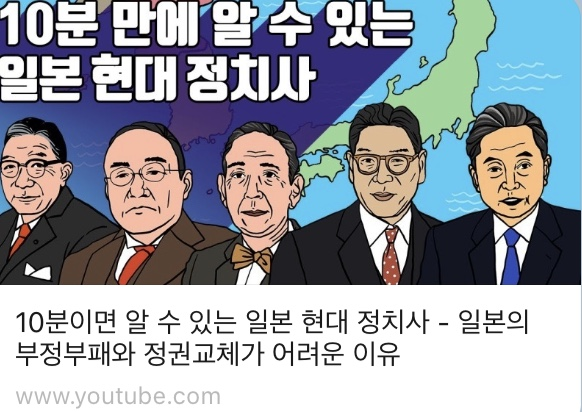 10분 만에 알 수 있는
일본 현대 정치사
10분이면 알 수 있는 일본 현대 정치사 - 일본의
부정부패와 정권교체가 어려운 이유
www.youtube.com